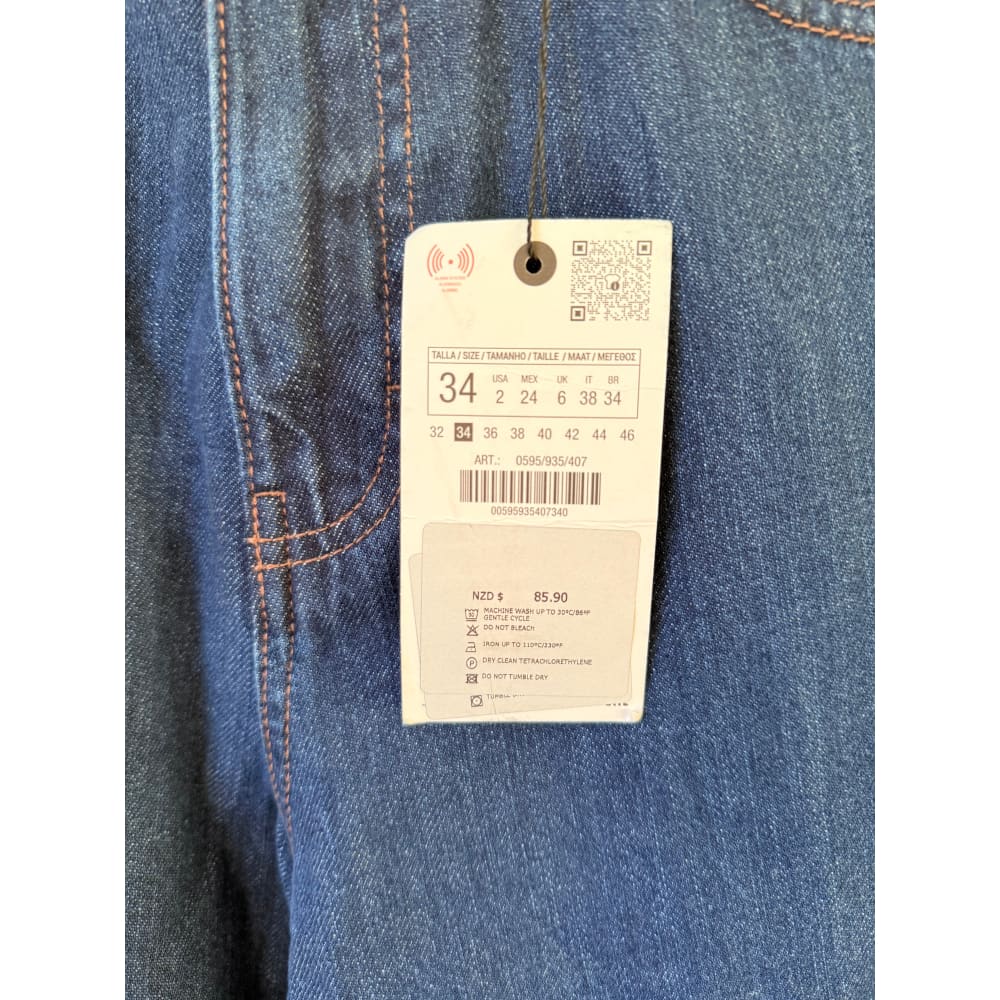 TALLA / SIZE / TAMANHO / TAILLE / MAAT / ΜΕΓΕΘΟΣ
34 USA 2 MEX 24 UK 6 IT 38 BR 34
32 34 36 38 40 42 44 46
ART.: 0595/935/407
00595935407340
NZD $ 85.90
MACHINE WASH UP TO 30ºC/86ºF
GENTLE CYCLE
DO NOT BLEACH
IRON UP TO 110ºC/230ºF
P DRY CLEAN TETRACHLORETHYLENE
DO NOT TUMBLE DRY
TUMBLE